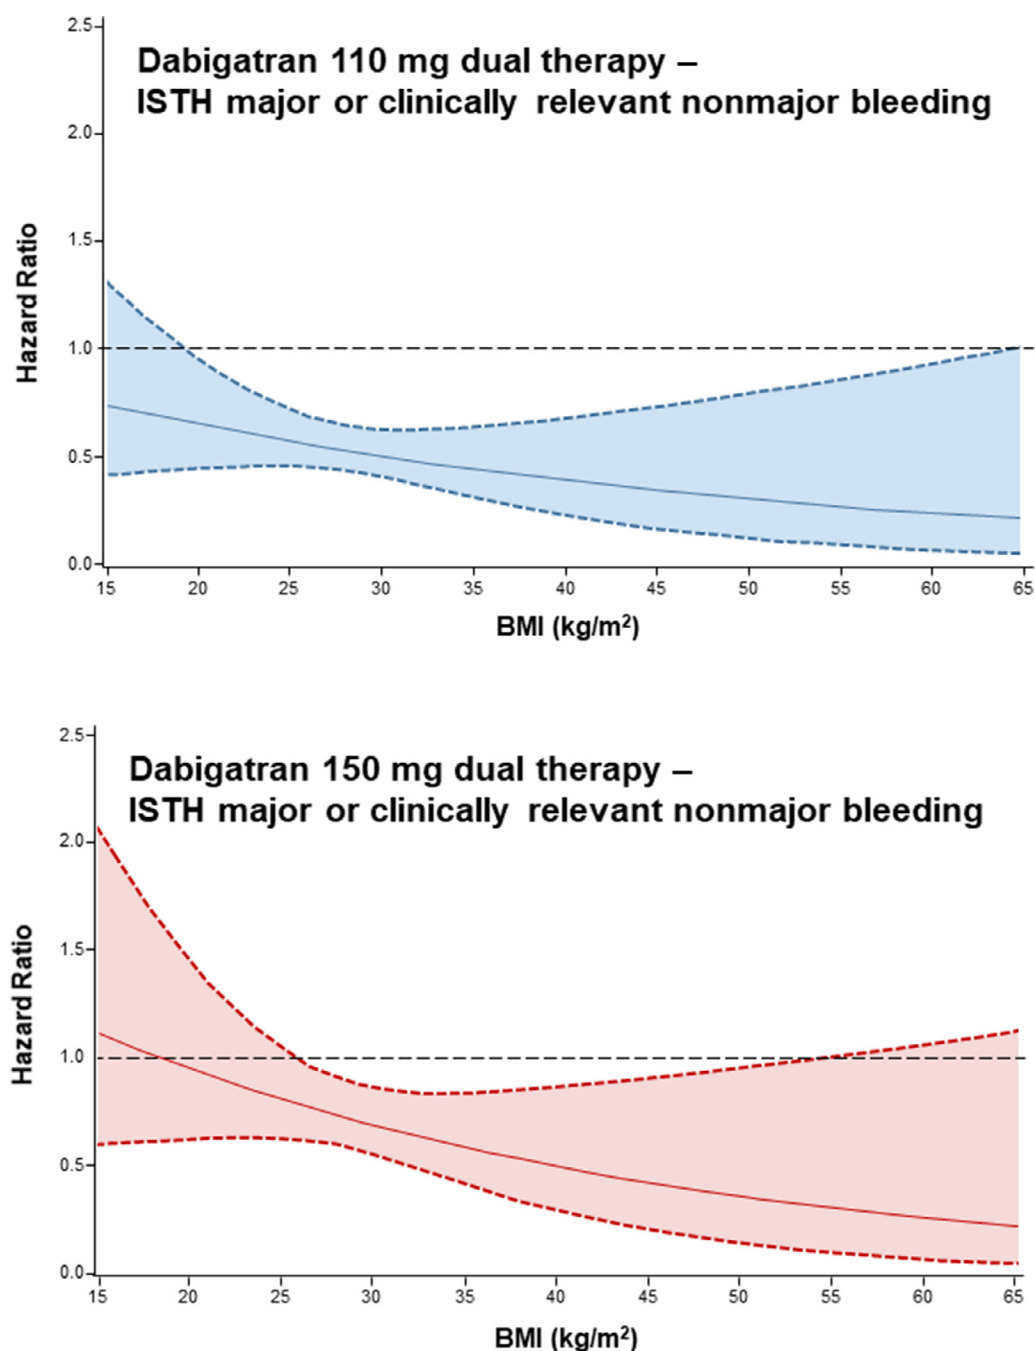 Dabigatran 110 mg dual therapy –
ISTH major or clinically relevant nonmajor bleeding
Hazard Ratio
2.5
2.0
1.5
1.0
0.5
0.0
15 20 25 30 35 40 45 50 55 60 65
BMI (kg/m²)
Dabigatran 150 mg dual therapy –
ISTH major or clinically relevant nonmajor bleeding
Hazard Ratio
2.5
2.0
1.5
1.0
0.5
0.0
15 20 25 30 35 40 45 50 55 60 65
BMI (kg/m²)